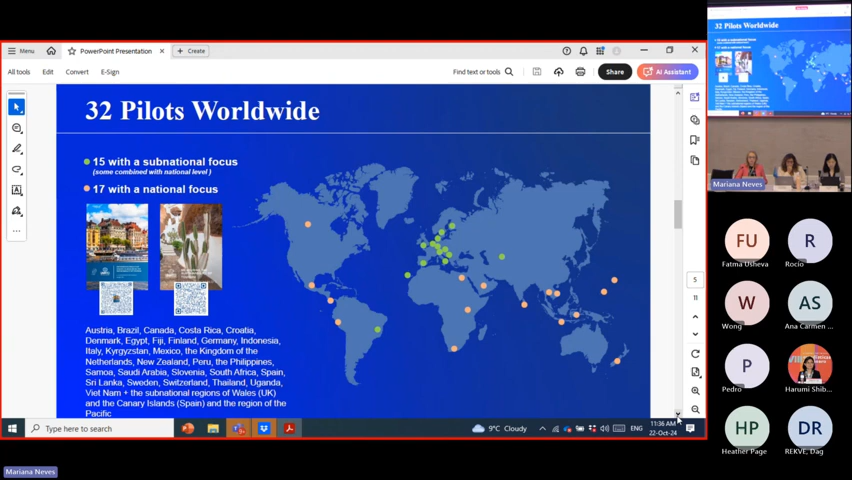 Menu
PowerPoint Presentation
Create
All tools
Edit
Convert
E-Sign
Find text or tools
Share
AI Assistant
32 Pilots Worldwide
15 with a subnational focus
(some combined with national level )
17 with a national focus
Austria, Brazil, Canada, Costa Rica, Croatia,
Denmark, Egypt, Fiji, Finland, Germany, Indonesia,
Italy, Kyrgyzstan, Mexico, the Kingdom of the
Netherlands, New Zealand, Peru, the Philippines,
Samoa, Saudi Arabia, Slovenia, South Africa, Spain,
Sri Lanka, Sweden, Switzerland, Thailand, Uganda,
Viet Nam + the subnational regions of Wales (UK)
and the Canary Islands (Spain) and the region of the
Pacific
5
11
Type here to search
9°C Cloudy
ENG
11:36 AM
22-Oct-24
Mariana Neves
Mariana Neves
FU
Fatma Usheva
R
Rocio
W
Wong
AS
Ana Carmen ...
P
Pedro
Harumi Shib...
HP
Heather Page
DR
REKVE, Dag